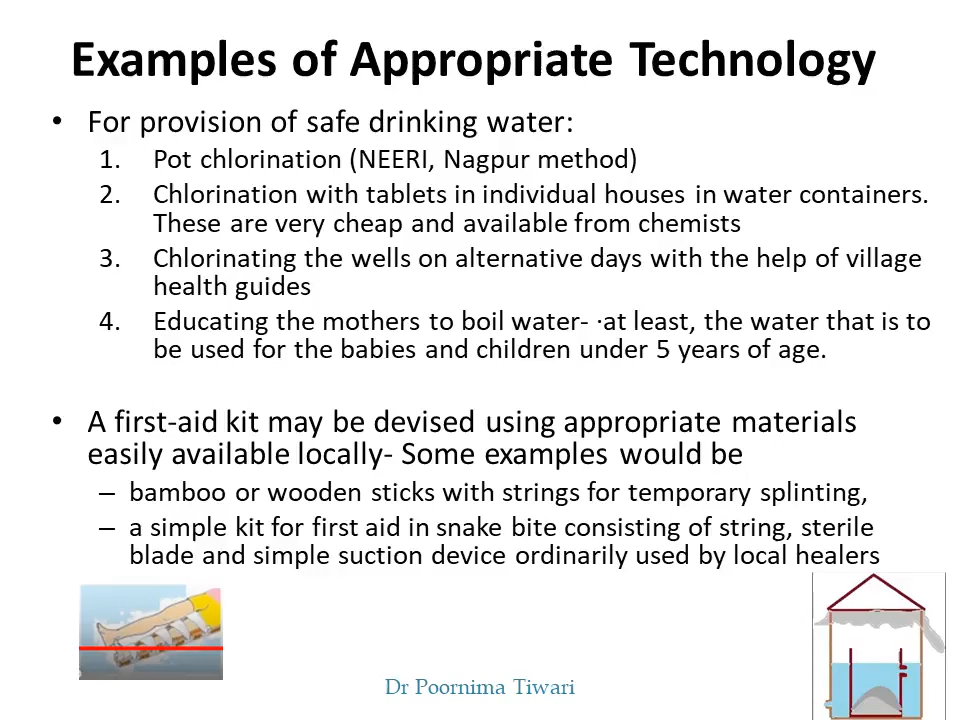 Examples of Appropriate Technology
• For provision of safe drinking water:
1. Pot chlorination (NEERI, Nagpur method)
2. Chlorination with tablets in individual houses in water containers.
These are very cheap and available from chemists
3. Chlorinating the wells on alternative days with the help of village
health guides
4. Educating the mothers to boil water- ·at least, the water that is to
be used for the babies and children under 5 years of age.
• A first-aid kit may be devised using appropriate materials
easily available locally- Some examples would be
– bamboo or wooden sticks with strings for temporary splinting,
– a simple kit for first aid in snake bite consisting of string, sterile
blade and simple suction device ordinarily used by local healers
Dr Poornima Tiwari